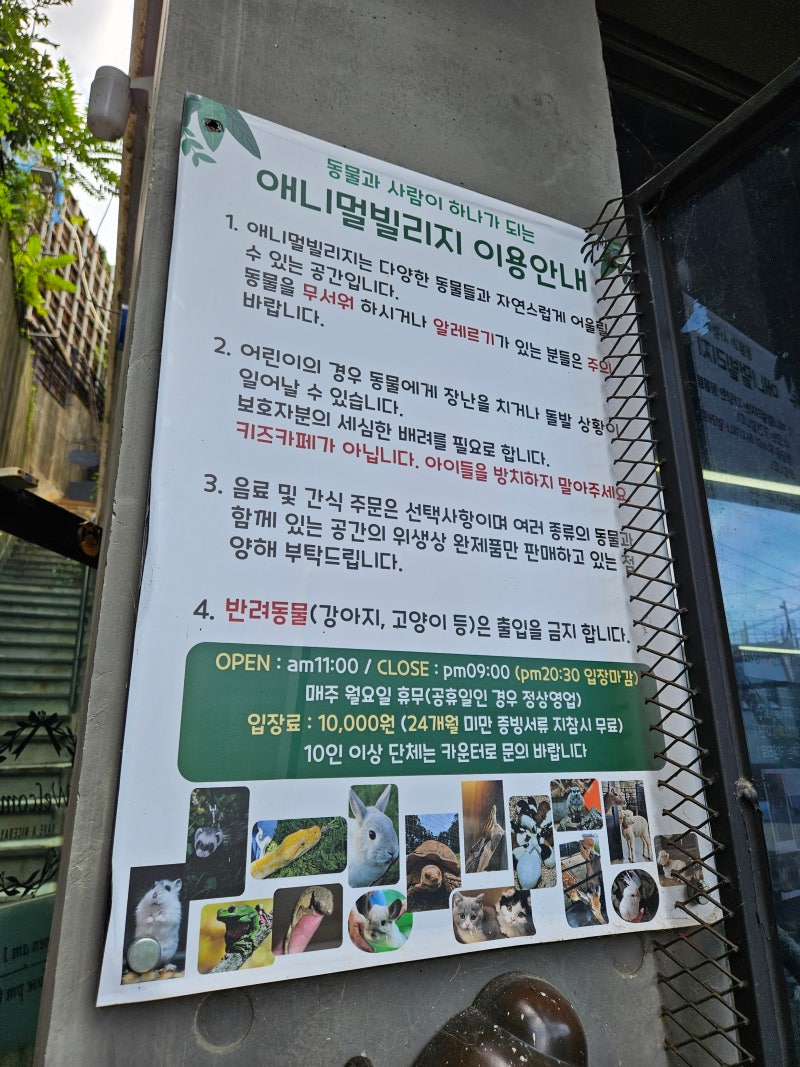 동물과 사람이 하나가 되는
애니멀빌리지 이용안내
1. 애니멀빌리지는 다양한 동물들과 자연스럽게 어울릴
수 있는 공간입니다.
동물을 무서워 하시거나 알레르기가 있는 분들은 주의
바랍니다.
2. 어린이의 경우 동물에게 장난을 치거나 돌발 상황이
일어날 수 있습니다.
보호자분의 세심한 배려를 필요로 합니다.
키즈카페가 아닙니다. 아이들을 방치하지 말아주세요
3. 음료 및 간식 주문은 선택사항이며 여러 종류의 동물과
함께 있는 공간의 위생상 완제품만 판매하고 있는 점
양해 부탁드립니다.
4. 반려동물(강아지, 고양이 등)은 출입을 금지 합니다.
OPEN : am11:00 / CLOSE : pm09:00 (pm20:30 입장마감)
매주 월요일 휴무(공휴일인 경우 정상영업)
입장료 : 10,000원 (24개월 미만 증빙서류 지참시 무료)
10인 이상 단체는 카운터로 문의 바랍니다
Welcom